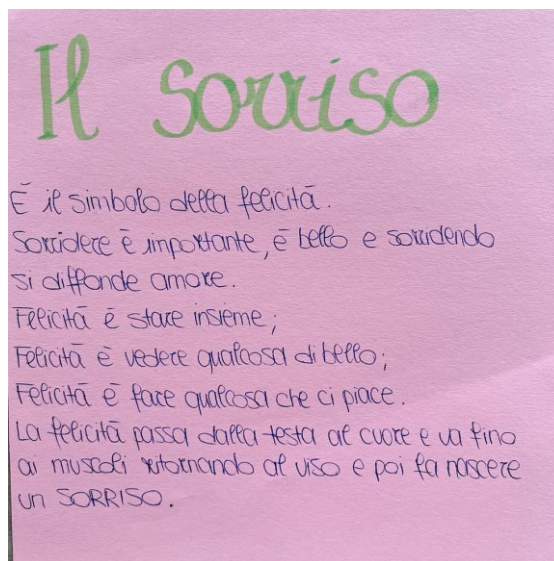 Il Sorriso
È il simbolo della felicità.
Sorridere è importante, è bello e sorridendo
si diffonde amore.
Felicità è stare insieme;
Felicità è vedere qualcosa di bello;
Felicità è fare qualcosa che ci piace.
La felicità passa dalla testa al cuore e va fino
ai muscoli ritornando al viso e poi fa nascere
un SORRISO.